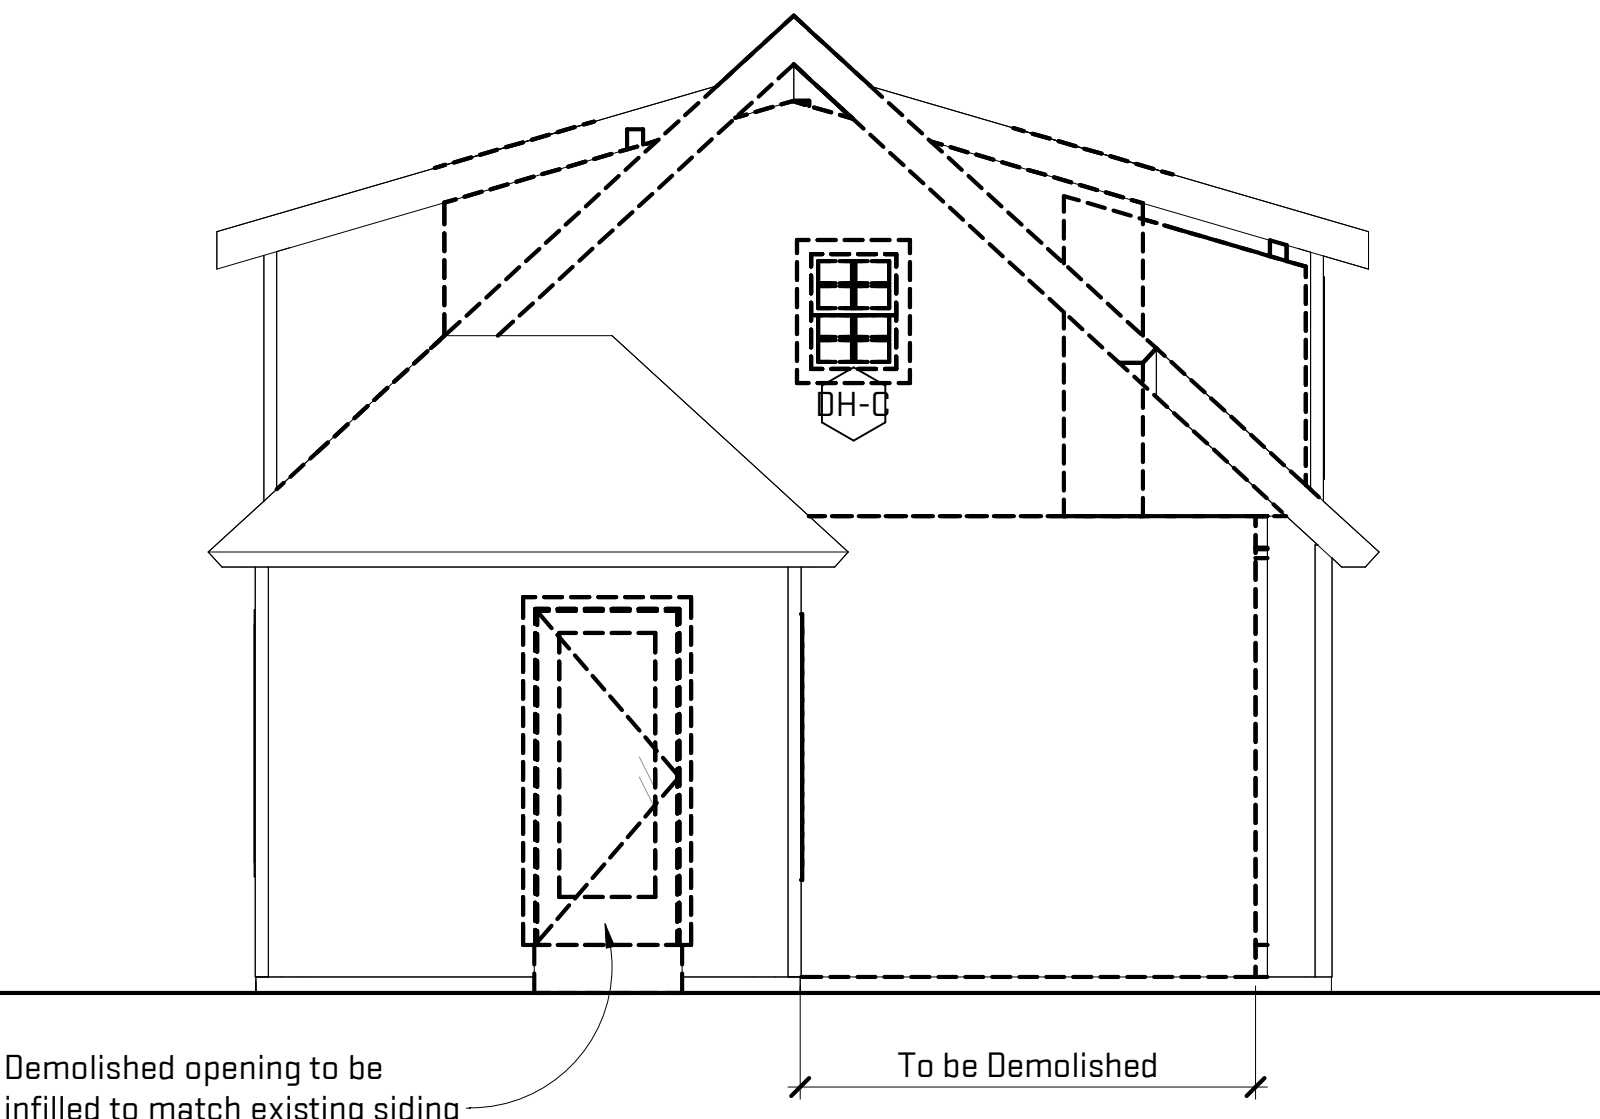 DH-C
To be Demolished
Demolished opening to be
infilled to match existing siding